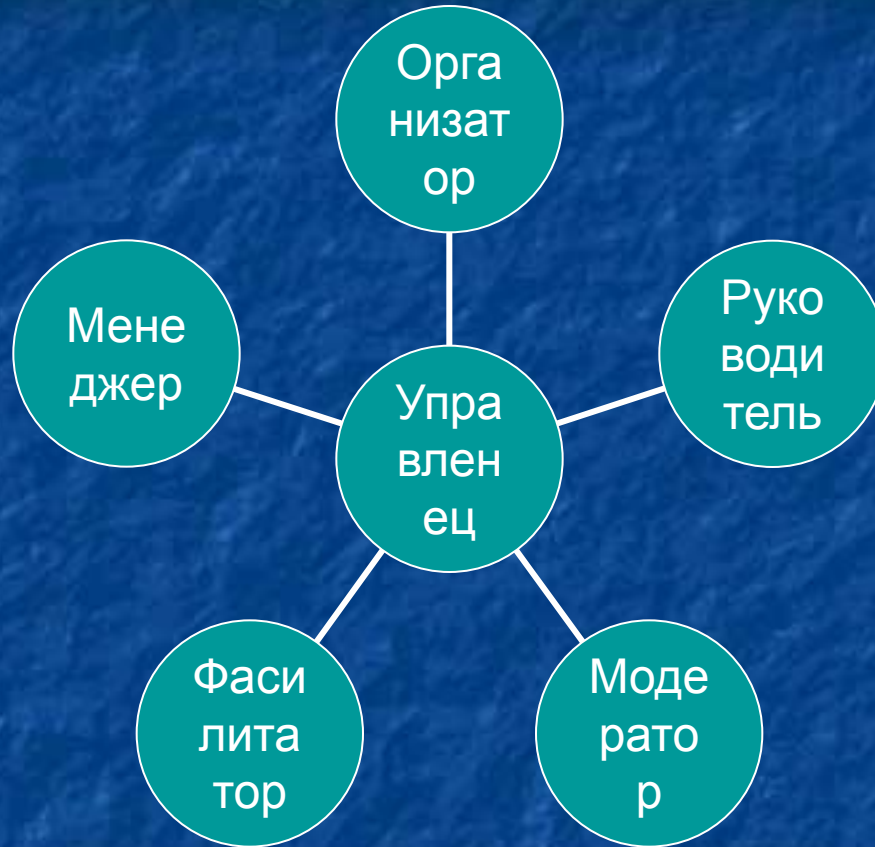 Орга
низат
ор
Мене
джер
Руко
води
тель
Упра
влен
ец
Фаси
лита
тор
Моде
рато
р